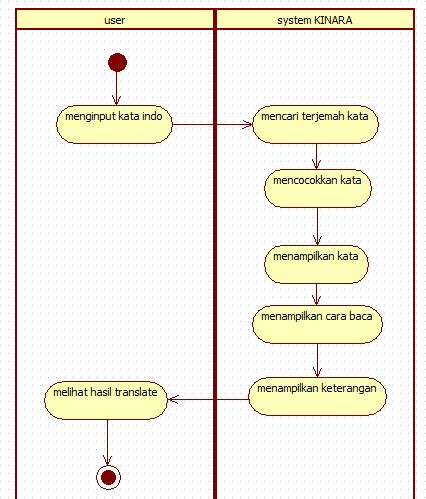 user
system KINARA
menginput kata indo
mencari terjemah kata
mencocokkan kata
menampilkan kata
menampilkan cara baca
menampilkan keterangan
melihat hasil translate